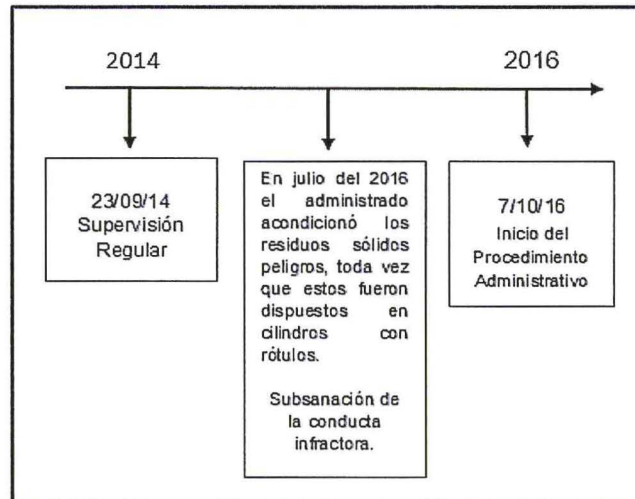 2014
2016
23/09/14
Supervisión
Regular
En julio del 2016
el administrado
acondicionó los
residuos sólidos
peligros, toda vez
que estos fueron
dispuestos en
cilindros con
rótulos.
Subsanación de
la conducta
infractora.
7/10/16
Inicio del
Procedimiento
Administrativo